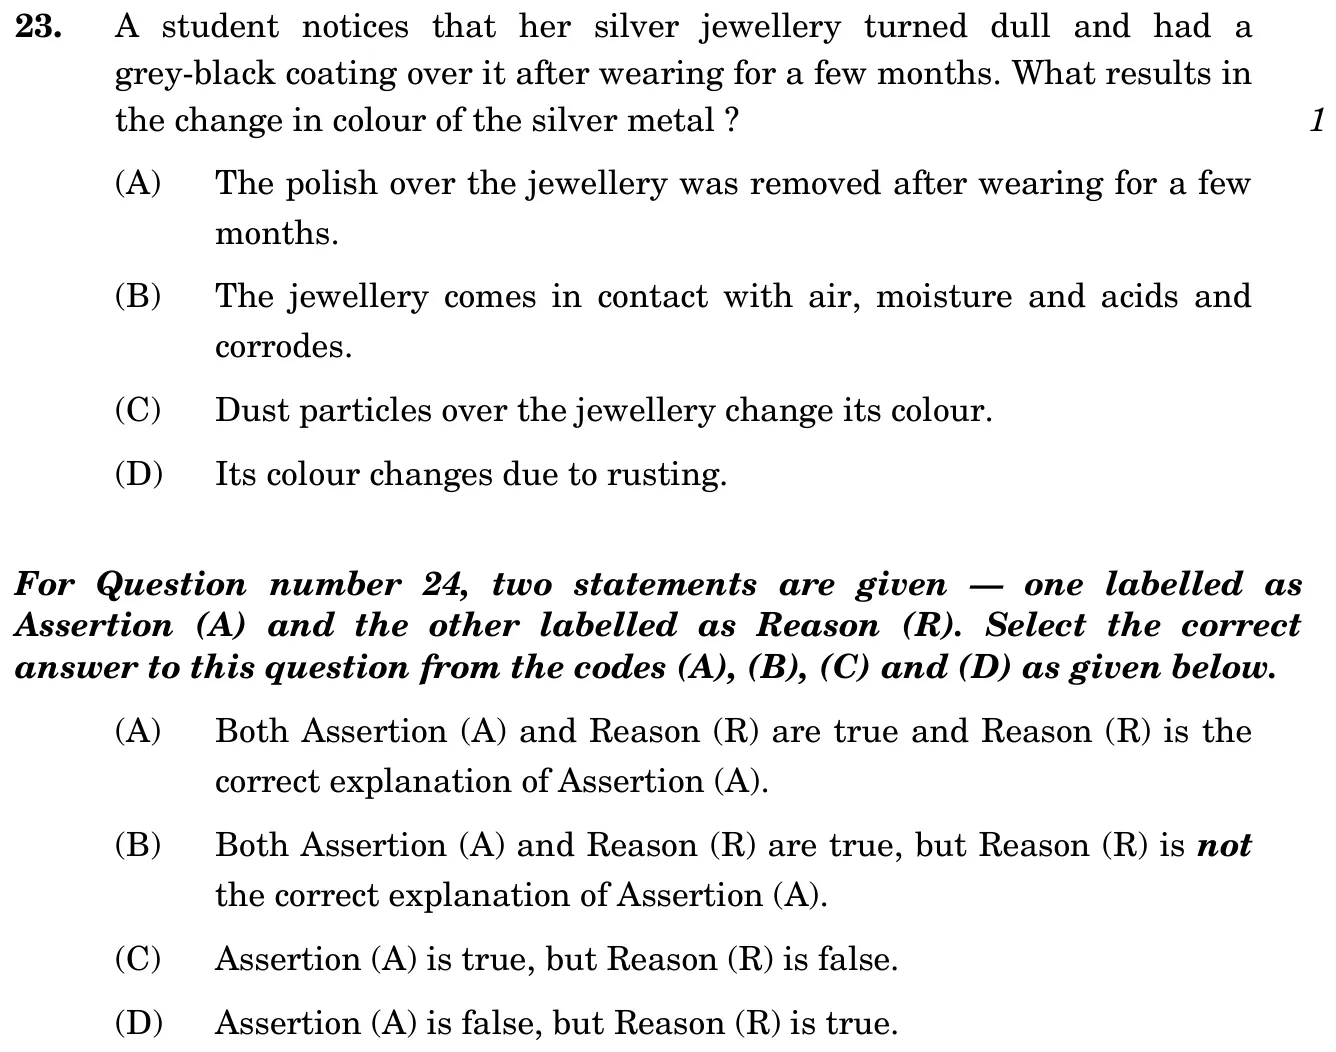 23. A student notices that her silver jewellery turned dull and had a
grey-black coating over it after wearing for a few months. What results in
the change in colour of the silver metal ? 1
(A) The polish over the jewellery was removed after wearing for a few
months.
(B) The jewellery comes in contact with air, moisture and acids and
corrodes.
(C) Dust particles over the jewellery change its colour.
(D) Its colour changes due to rusting.
For Question number 24, two statements are given — one labelled as
Assertion (A) and the other labelled as Reason (R). Select the correct
answer to this question from the codes (A), (B), (C) and (D) as given below.
(A) Both Assertion (A) and Reason (R) are true and Reason (R) is the
correct explanation of Assertion (A).
(B) Both Assertion (A) and Reason (R) are true, but Reason (R) is not
the correct explanation of Assertion (A).
(C) Assertion (A) is true, but Reason (R) is false.
(D) Assertion (A) is false, but Reason (R) is true.